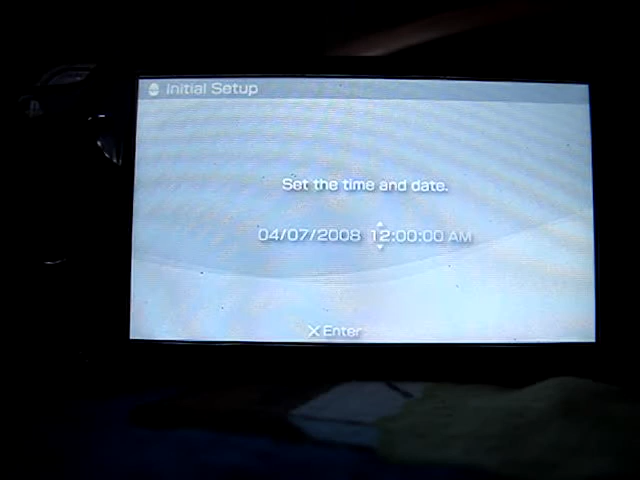 Initial Setup
Set the time and date.
04/07/2008 12:00:00 AM
X Enter